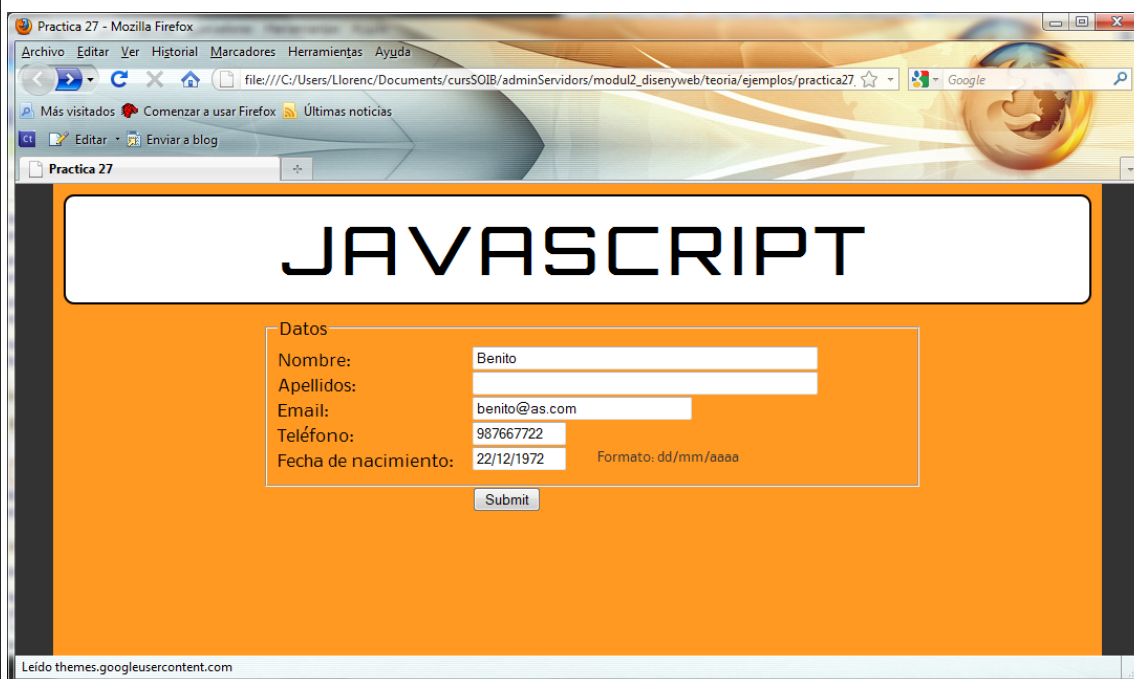 Practica 27 - Mozilla Firefox
Archivo Editar Ver Historial Marcadores Herramientas Ayuda
file:///C:/Users/Llorenc/Documents/cursSOIB/adminServidors/modul2_disenyweb/teoria/ejemplos/practica27. Google
Más visitados Comenzar a usar Firefox Últimas noticias
Ct Editar Enviar a blog
Practica 27
JAVASCRIPT
Datos
Nombre: Benito
Apellidos:
Email: benito@as.com
Teléfono: 987667722
Fecha de nacimiento: 22/12/1972 Formato: dd/mm/aaaa
Submit
Leído themes.googleusercontent.com